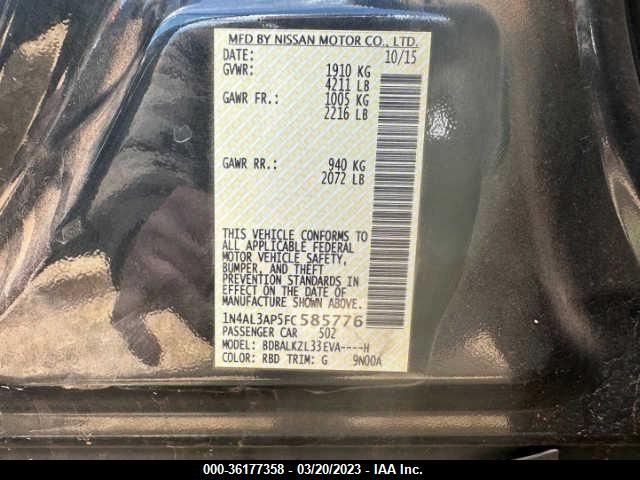 MFD BY NISSAN MOTOR CO., LTD.
DATE: 10/15
GVWR: 1910 KG
4211 LB
GAWR FR.: 1005 KG
2216 LB
GAWR RR.: 940 KG
2072 LB
THIS VEHICLE CONFORMS TO
ALL APPLICABLE FEDERAL
MOTOR VEHICLE SAFETY,
BUMPER, AND THEFT
PREVENTION STANDARDS IN
EFFECT ON THE DATE OF
MANUFACTURE SHOWN ABOVE.
1N4AL3AP5FC585776
PASSENGER CAR 502
MODEL: BDBALKZL33EVA----H
COLOR: RBD TRIM: G 9N00A
000-36177358 - 03/20/2023 - IAA Inc.